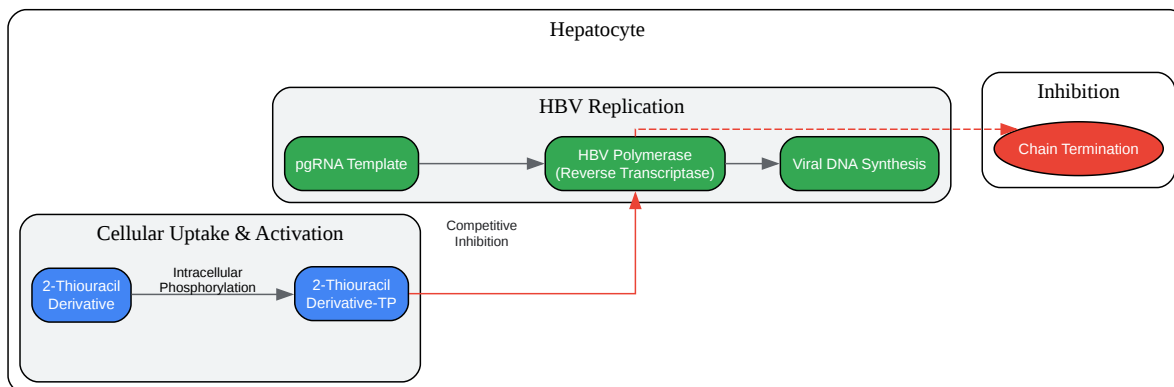 Hepatocyte
HBV Replication
Inhibition
pgRNA Template
HBV Polymerase
(Reverse Transcriptase)
Viral DNA Synthesis
Chain Termination
Competitive
Inhibition
Cellular Uptake & Activation
2-Thiouracil
Derivative
Intracellular
Phosphorylation
2-Thiouracil
Derivative-TP